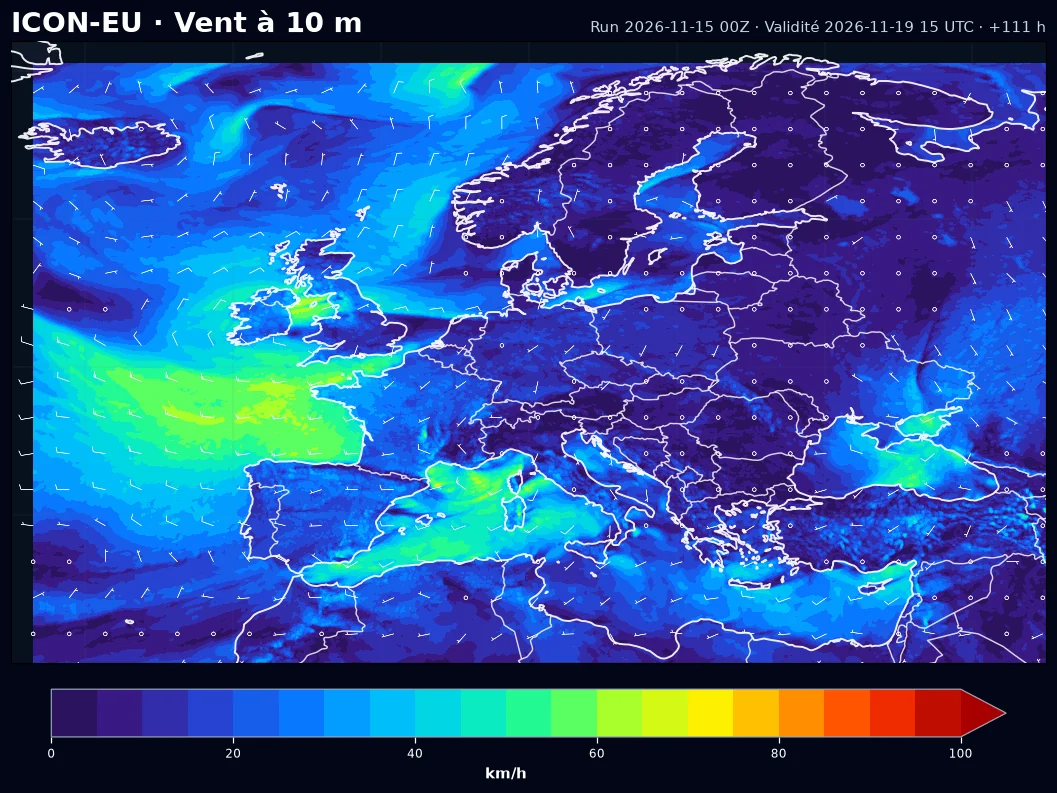 ICON-EU · Vent à 10 m
Run 2026-11-15 00Z · Validité 2026-11-19 15 UTC · +111 h
0 20 40 60 80 100
km/h